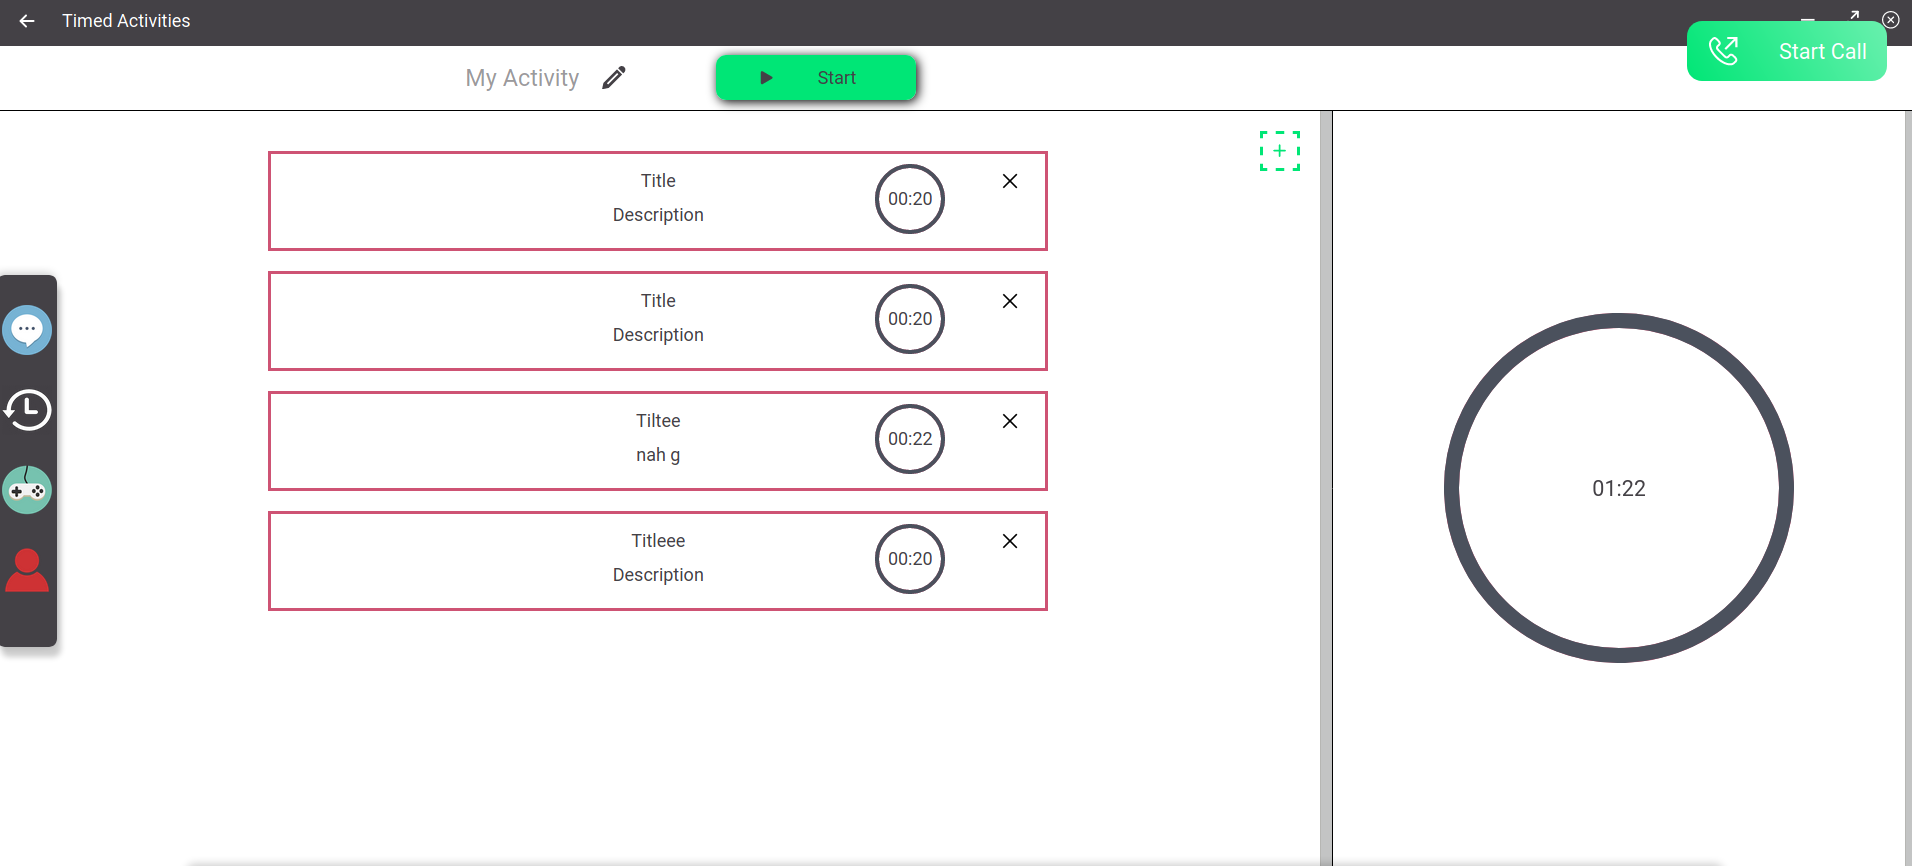 Timed Activities
Start Call
My Activity
Start
Title
Description
00:20
Title
Description
00:20
Tiltee
nah g
00:22
Titleee
Description
00:20
01:22